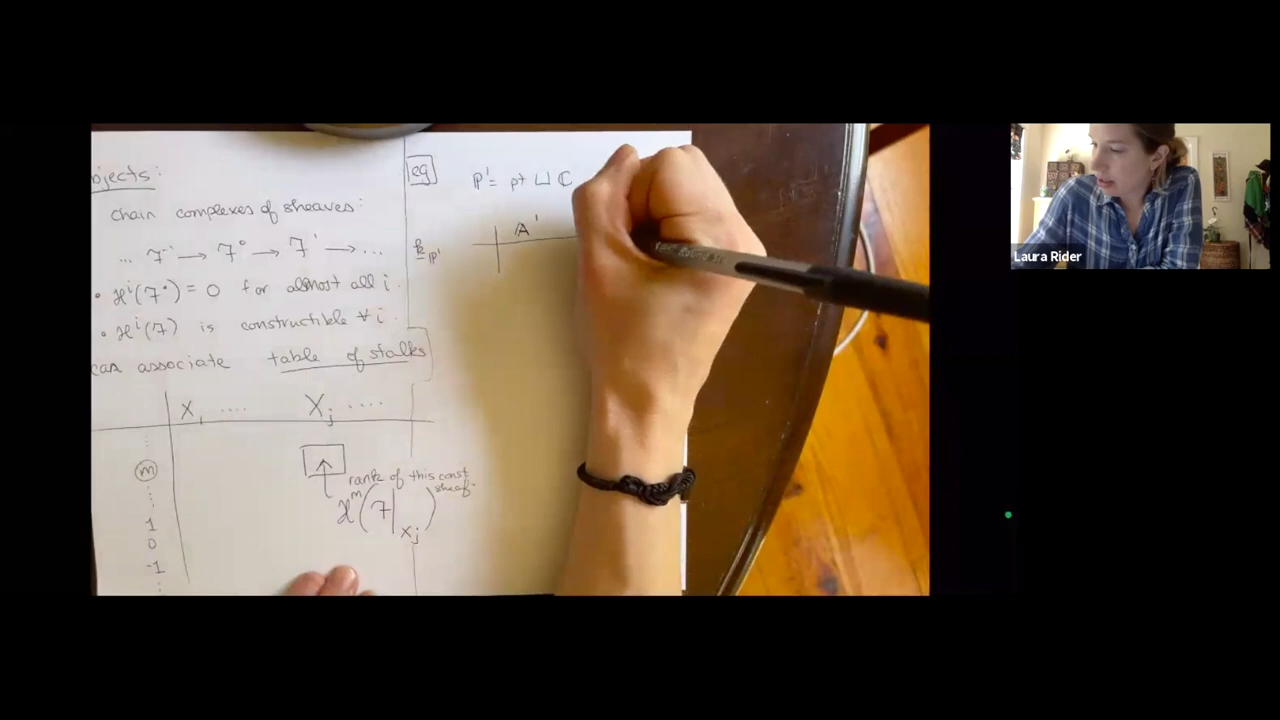 bjects:
Chain complexes of sheaves:
... 𝓕⁻¹ → 𝓕⁰ → 𝓕¹ → ...
• ℋⁱ(𝓕•) = 0 for almost all i.
• ℋⁱ(𝓕) is constructible ∀ i.
can associate table of stalks
X₁ .... Xⱼ ....
m
1
0
-1
rank of this const sheaf.
ℋᵐ(𝓕|Xⱼ)
eg
ℙ¹ = pt ⊔ ℂ
𝔸¹
k_ℙ¹
Laura Rider